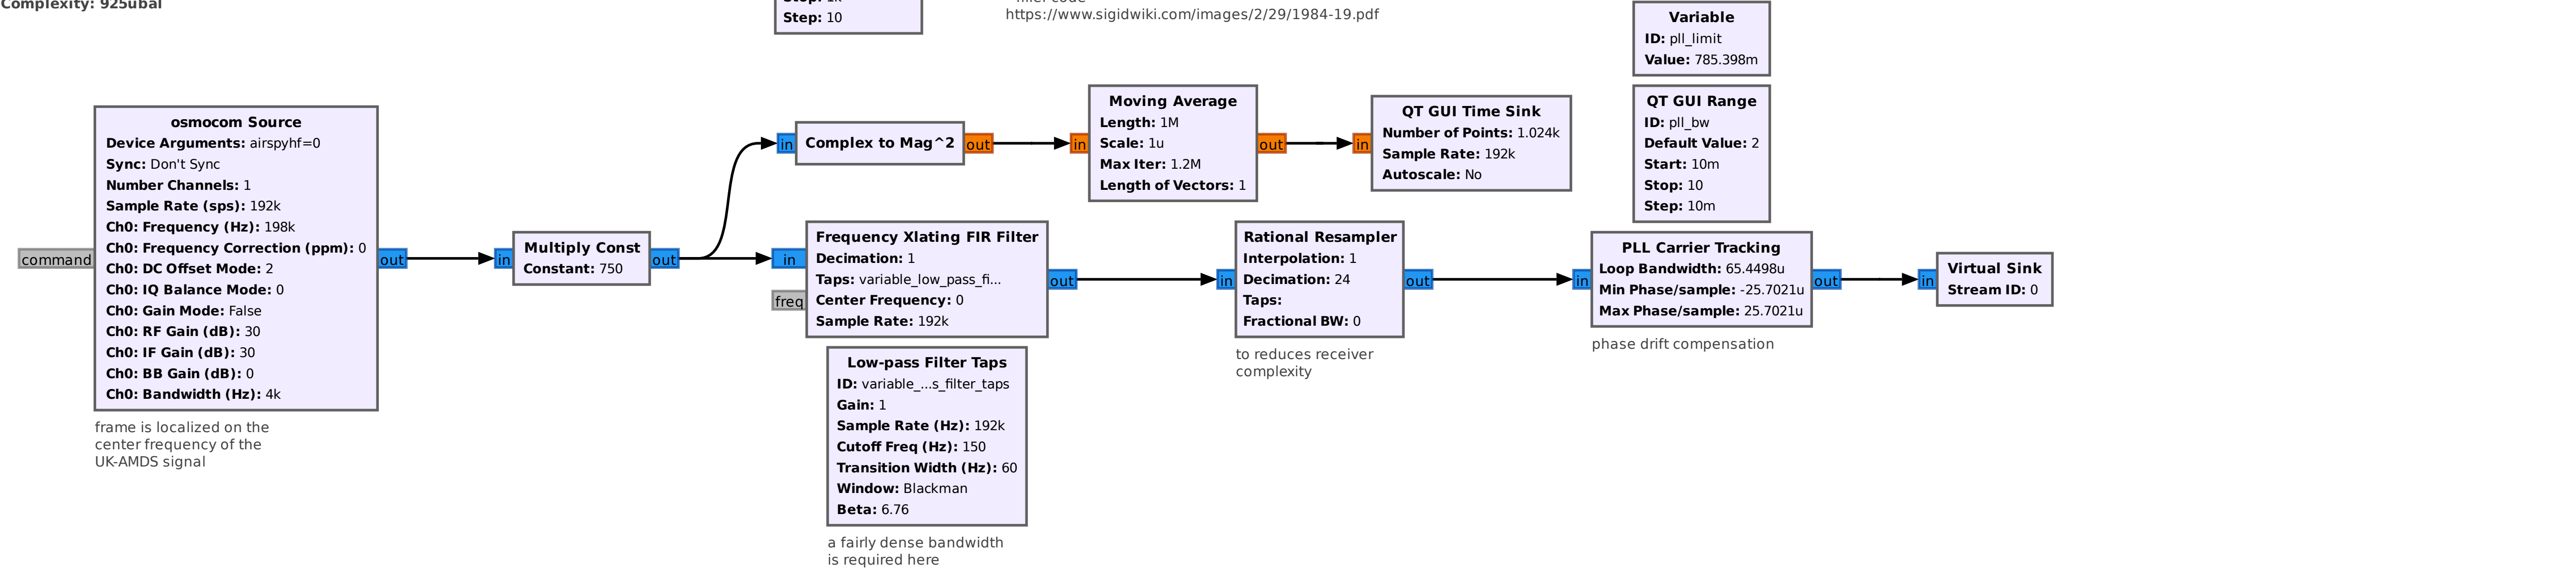 Complexity: 925ubal
Step: 10
https://www.sigidwiki.com/images/2/29/1984-19.pdf
Variable
ID: pll_limit
Value: 785.398m
osmocom Source
Device Arguments: airspyhf=0
Sync: Don't Sync
Number Channels: 1
Sample Rate (sps): 192k
Ch0: Frequency (Hz): 198k
Ch0: Frequency Correction (ppm): 0
Ch0: DC Offset Mode: 2
Ch0: IQ Balance Mode: 0
Ch0: Gain Mode: False
Ch0: RF Gain (dB): 30
Ch0: IF Gain (dB): 30
Ch0: BB Gain (dB): 0
Ch0: Bandwidth (Hz): 4k
command
out
frame is localized on the
center frequency of the
UK-AMDS signal
in
Multiply Const
Constant: 750
out
in
Complex to Mag^2
out
in
Moving Average
Length: 1M
Scale: 1u
Max Iter: 1.2M
Length of Vectors: 1
out
in
QT GUI Time Sink
Number of Points: 1.024k
Sample Rate: 192k
Autoscale: No
QT GUI Range
ID: pll_bw
Default Value: 2
Start: 10m
Stop: 10
Step: 10m
in
freq
Frequency Xlating FIR Filter
Decimation: 1
Taps: variable_low_pass_fi...
Center Frequency: 0
Sample Rate: 192k
out
Low-pass Filter Taps
ID: variable_...s_filter_taps
Gain: 1
Sample Rate (Hz): 192k
Cutoff Freq (Hz): 150
Transition Width (Hz): 60
Window: Blackman
Beta: 6.76
a fairly dense bandwidth
is required here
in
Rational Resampler
Interpolation: 1
Decimation: 24
Taps:
Fractional BW: 0
out
to reduces receiver
complexity
in
PLL Carrier Tracking
Loop Bandwidth: 65.4498u
Min Phase/sample: -25.7021u
Max Phase/sample: 25.7021u
out
phase drift compensation
in
Virtual Sink
Stream ID: 0